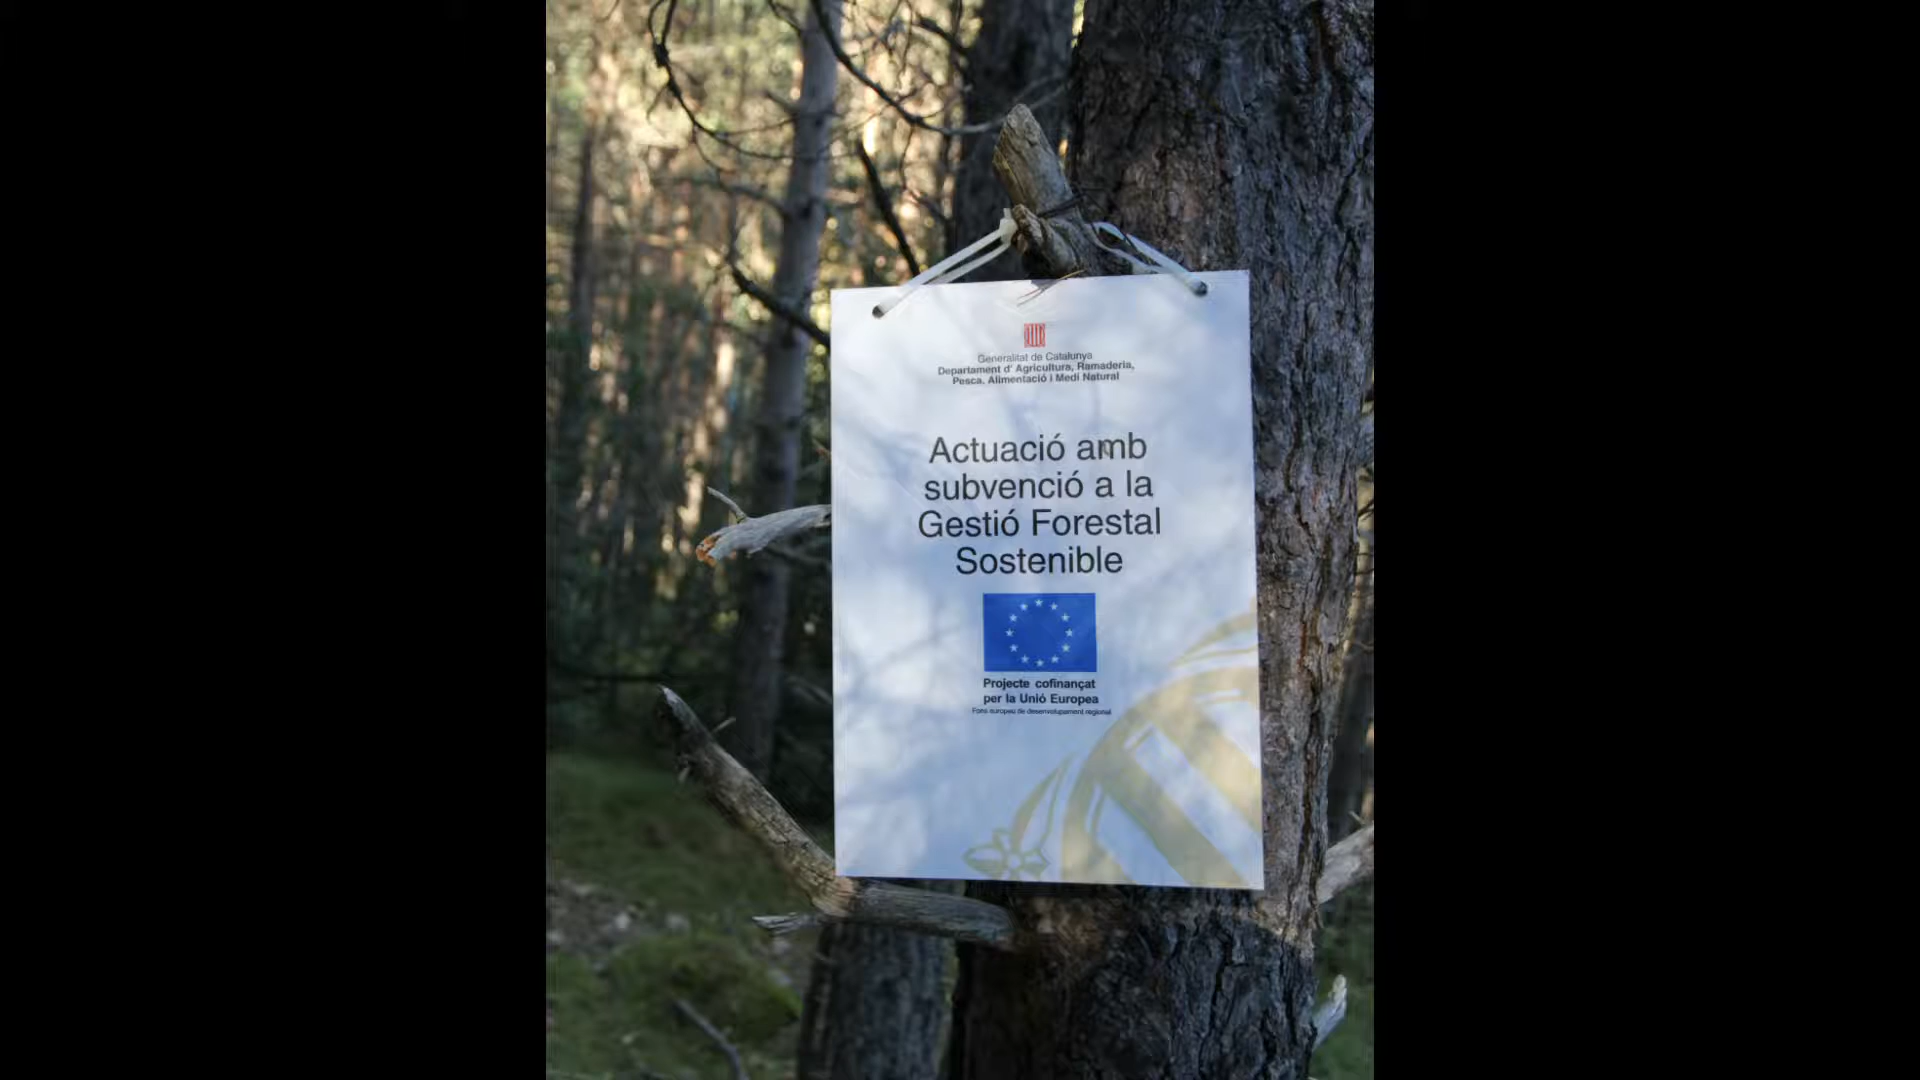 Generalitat de Catalunya
Departament d' Agricultura, Ramaderia,
Pesca, Alimentació i Medi Natural
Actuació amb
subvenció a la
Gestió Forestal
Sostenible
Projecte cofinançat
per la Unió Europea
Fons europeu de desenvolupament regional